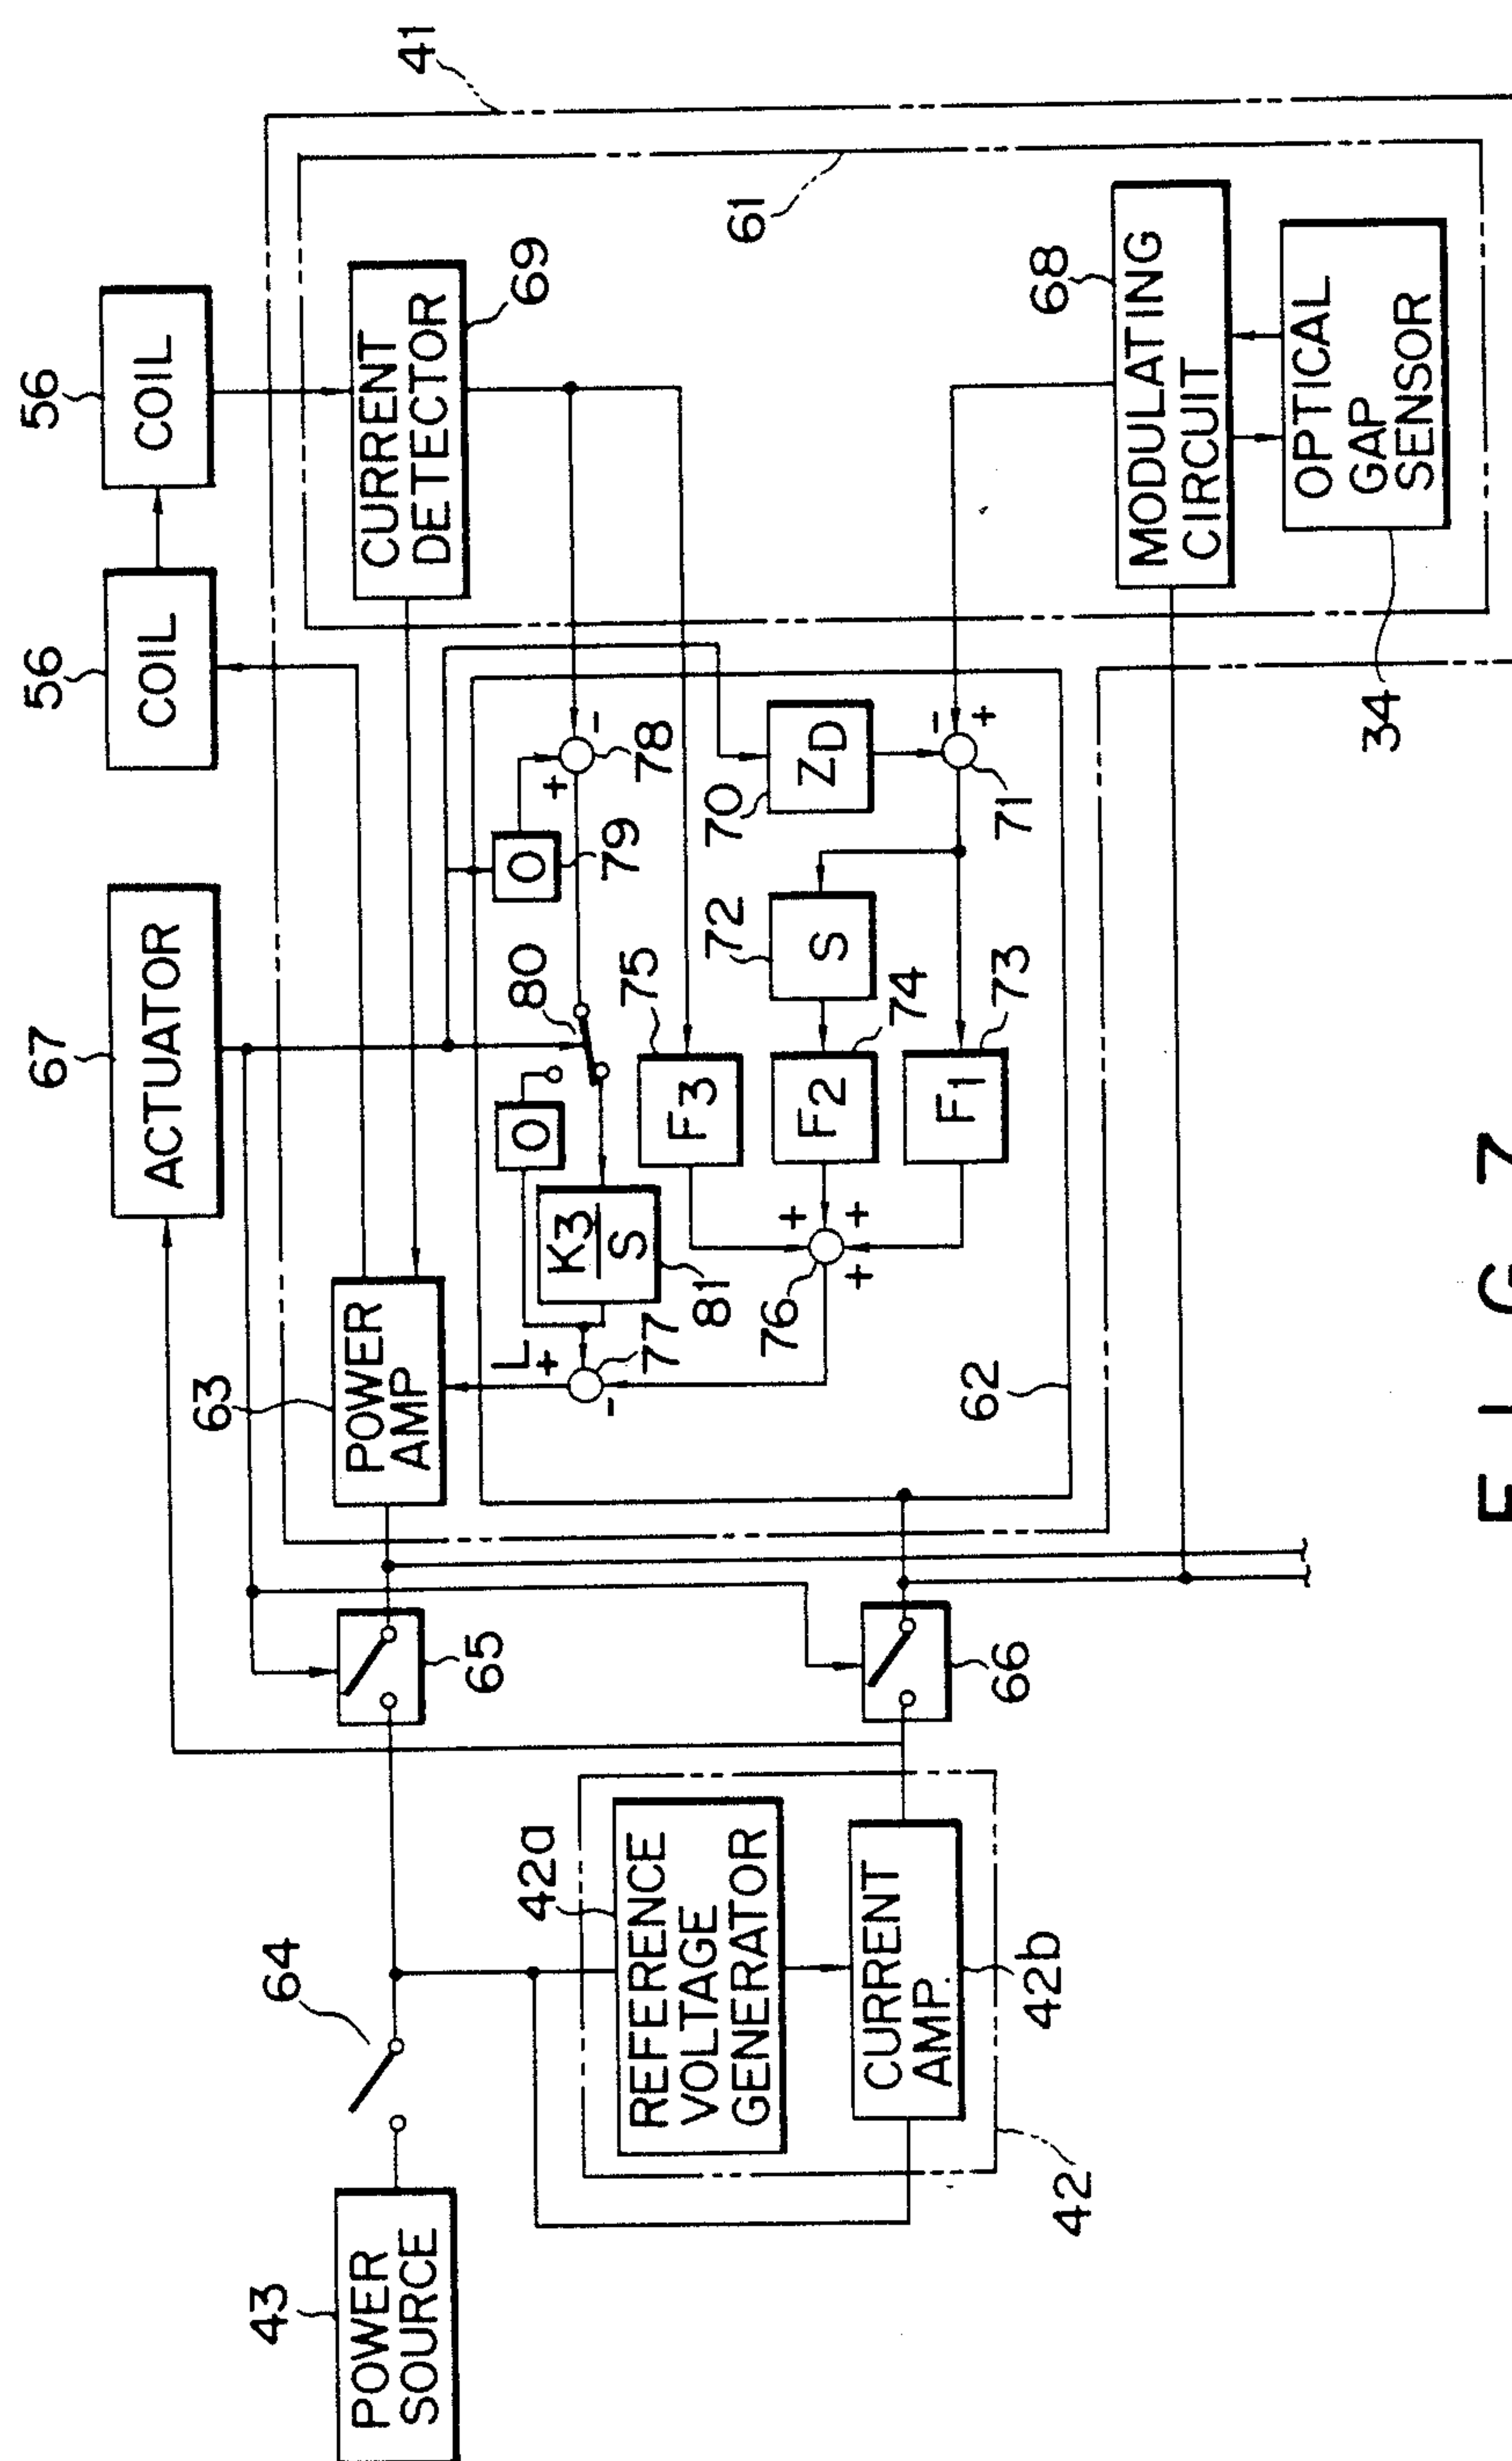 43
POWER
SOURCE
64
42a
REFERENCE
VOLTAGE
GENERATOR
CURRENT
AMP.
42b
42
65
66
67
ACTUATOR
63
POWER
AMP
56
COIL
56
COIL
41
61
CURRENT
DETECTOR
69
68
MODULATING
CIRCUIT
OPTICAL
GAP
SENSOR
34
L
+
-
77
K3
S
81
O
80
O
79
+
-
78
75
F3
72
S
70
ZD
-
+
71
74
F2
73
F1
76
+
+
+
62
FIG 7